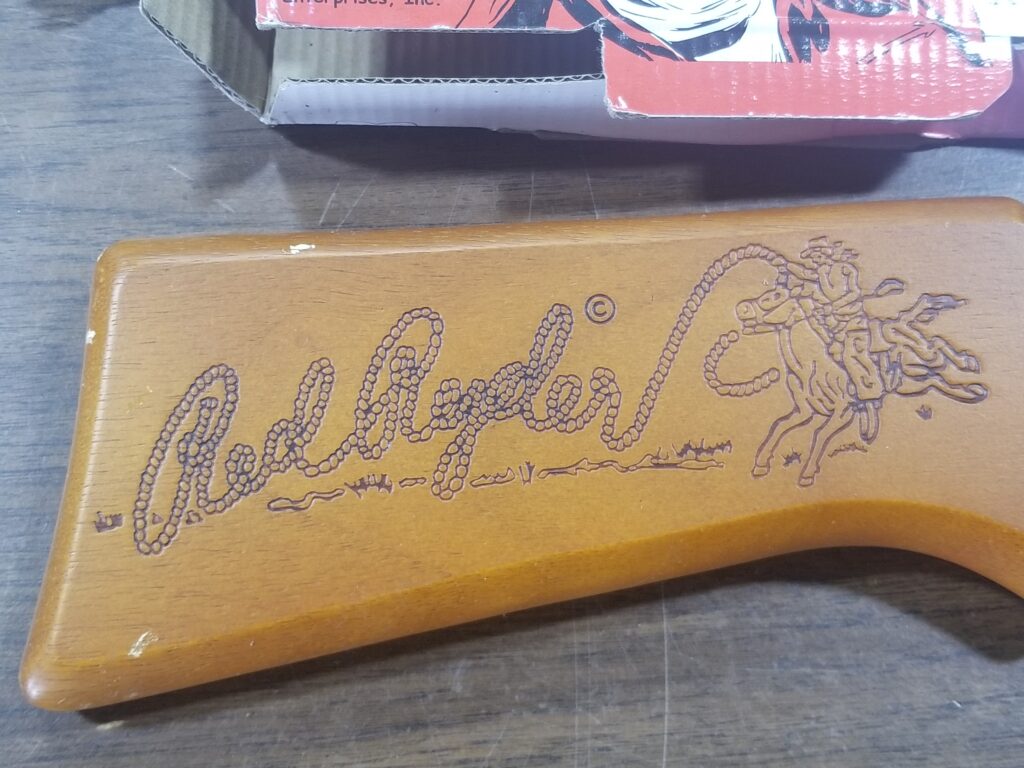 Enterprises, Inc.
Red Ryder ©